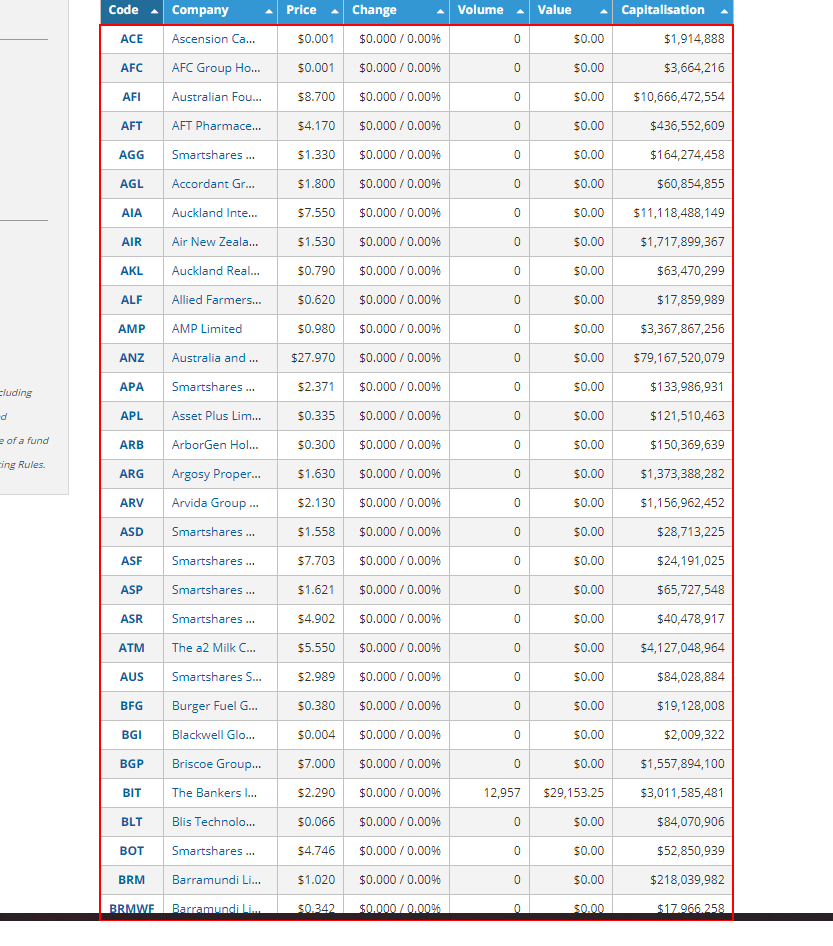 Code Company Price Change Volume Value Capitalisation
ACE Ascension Ca... $0.001 $0.000 / 0.00% 0 $0.00 $1,914,888
AFC AFC Group Ho... $0.001 $0.000 / 0.00% 0 $0.00 $3,664,216
AFI Australian Fou... $8.700 $0.000 / 0.00% 0 $0.00 $10,666,472,554
AFT AFT Pharmace... $4.170 $0.000 / 0.00% 0 $0.00 $436,552,609
AGG Smartshares ... $1.330 $0.000 / 0.00% 0 $0.00 $164,274,458
AGL Accordant Gr... $1.800 $0.000 / 0.00% 0 $0.00 $60,854,855
AIA Auckland Inte... $7.550 $0.000 / 0.00% 0 $0.00 $11,118,488,149
AIR Air New Zeala... $1.530 $0.000 / 0.00% 0 $0.00 $1,717,899,367
AKL Auckland Real... $0.790 $0.000 / 0.00% 0 $0.00 $63,470,299
ALF Allied Farmers... $0.620 $0.000 / 0.00% 0 $0.00 $17,859,989
AMP AMP Limited $0.980 $0.000 / 0.00% 0 $0.00 $3,367,867,256
ANZ Australia and ... $27.970 $0.000 / 0.00% 0 $0.00 $79,167,520,079
APA Smartshares ... $2.371 $0.000 / 0.00% 0 $0.00 $133,986,931
cluding
APL Asset Plus Lim... $0.335 $0.000 / 0.00% 0 $0.00 $121,510,463
d
ARB ArborGen Hol... $0.300 $0.000 / 0.00% 0 $0.00 $150,369,639
e of a fund
ARG Argosy Proper... $1.630 $0.000 / 0.00% 0 $0.00 $1,373,388,282
ing Rules.
ARV Arvida Group ... $2.130 $0.000 / 0.00% 0 $0.00 $1,156,962,452
ASD Smartshares ... $1.558 $0.000 / 0.00% 0 $0.00 $28,713,225
ASF Smartshares ... $7.703 $0.000 / 0.00% 0 $0.00 $24,191,025
ASP Smartshares ... $1.621 $0.000 / 0.00% 0 $0.00 $65,727,548
ASR Smartshares ... $4.902 $0.000 / 0.00% 0 $0.00 $40,478,917
ATM The a2 Milk C... $5.550 $0.000 / 0.00% 0 $0.00 $4,127,048,964
AUS Smartshares S... $2.989 $0.000 / 0.00% 0 $0.00 $84,028,884
BFG Burger Fuel G... $0.380 $0.000 / 0.00% 0 $0.00 $19,128,008
BGI Blackwell Glo... $0.004 $0.000 / 0.00% 0 $0.00 $2,009,322
BGP Briscoe Group... $7.000 $0.000 / 0.00% 0 $0.00 $1,557,894,100
BIT The Bankers I... $2.290 $0.000 / 0.00% 12,957 $29,153.25 $3,011,585,481
BLT Blis Technolo... $0.066 $0.000 / 0.00% 0 $0.00 $84,070,906
BOT Smartshares ... $4.746 $0.000 / 0.00% 0 $0.00 $52,850,939
BRM Barramundi Li... $1.020 $0.000 / 0.00% 0 $0.00 $218,039,982
BRMWF Barramundi Li... $0.342 $0.000 / 0.00% 0 $0.00 $17,966,258